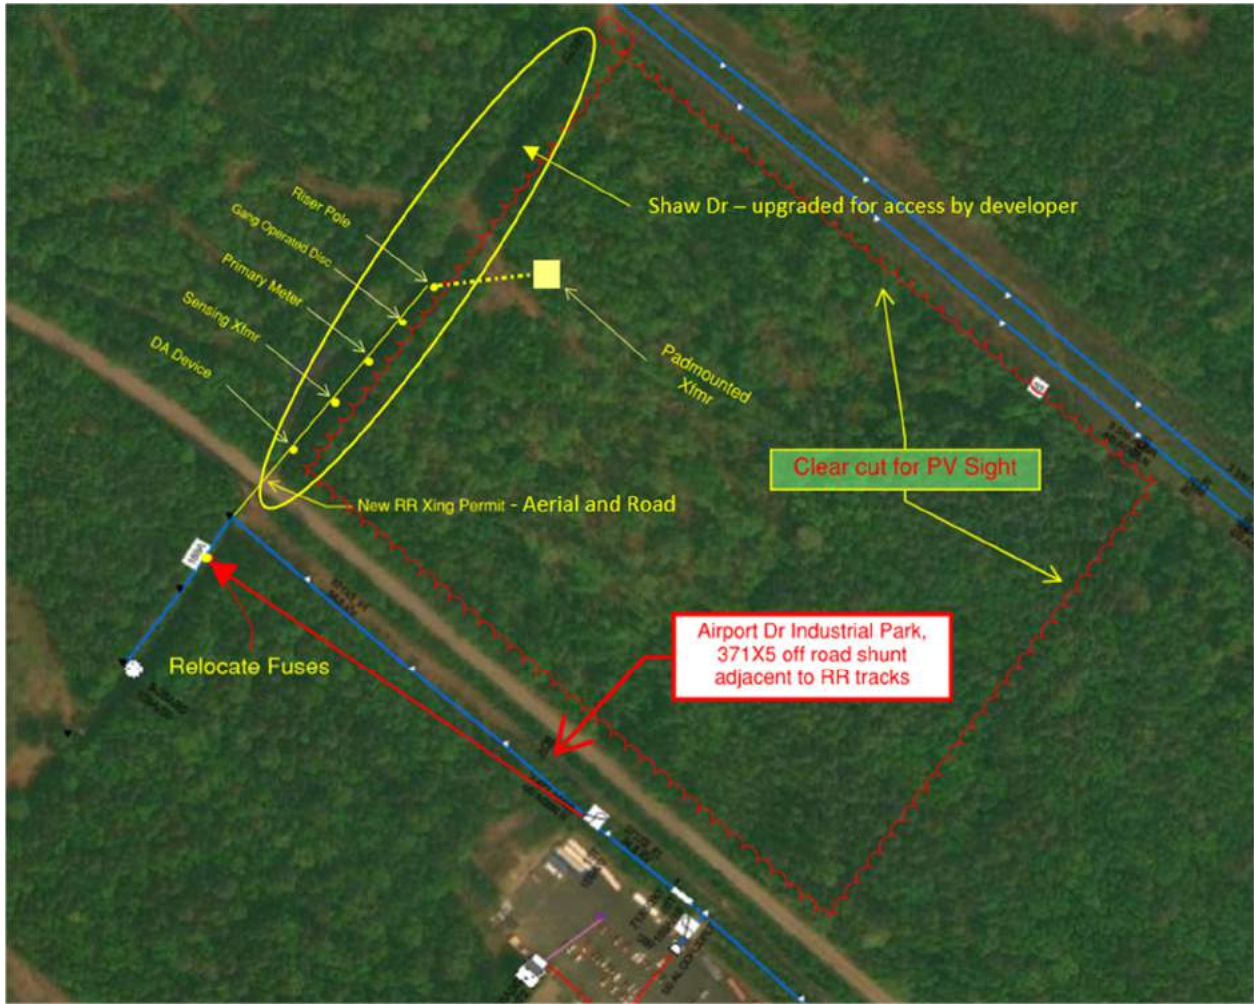 Riser Pole
Gang Operated Disc
Primary Meter
Sensing Xfmr
DA Device
Shaw Dr – upgraded for access by developer
Padmounted
Xfmr
Clear cut for PV Sight
New RR Xing Permit - Aerial and Road
Relocate Fuses
Airport Dr Industrial Park,
371X5 off road shunt
adjacent to RR tracks